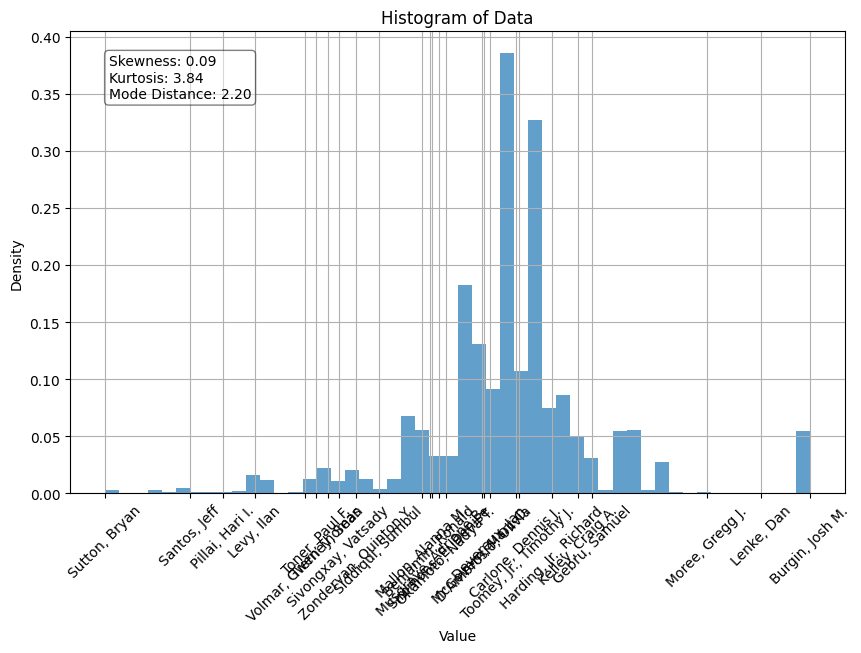 Histogram of Data
Skewness: 0.09
Kurtosis: 3.84
Mode Distance: 2.20
Density
0.40
0.35
0.30
0.25
0.20
0.15
0.10
0.05
0.00
Sutton, Bryan
Santos, Jeff
Pillai, Hari I.
Levy, Ilan
Toner, Paul F.
Sivongxay, Vatsady
Zondervan, Quinton Y.
Siddiqui, Sumbul
Mallon, Alanna M.
Carlone, Dennis J.
Toomey, Jr., Timothy J.
Harding, Jr., Richard
Kelley, Craig A.
Gebru, Samuel
Moree, Gregg J.
Lenke, Dan
Burgin, Josh M.
Value